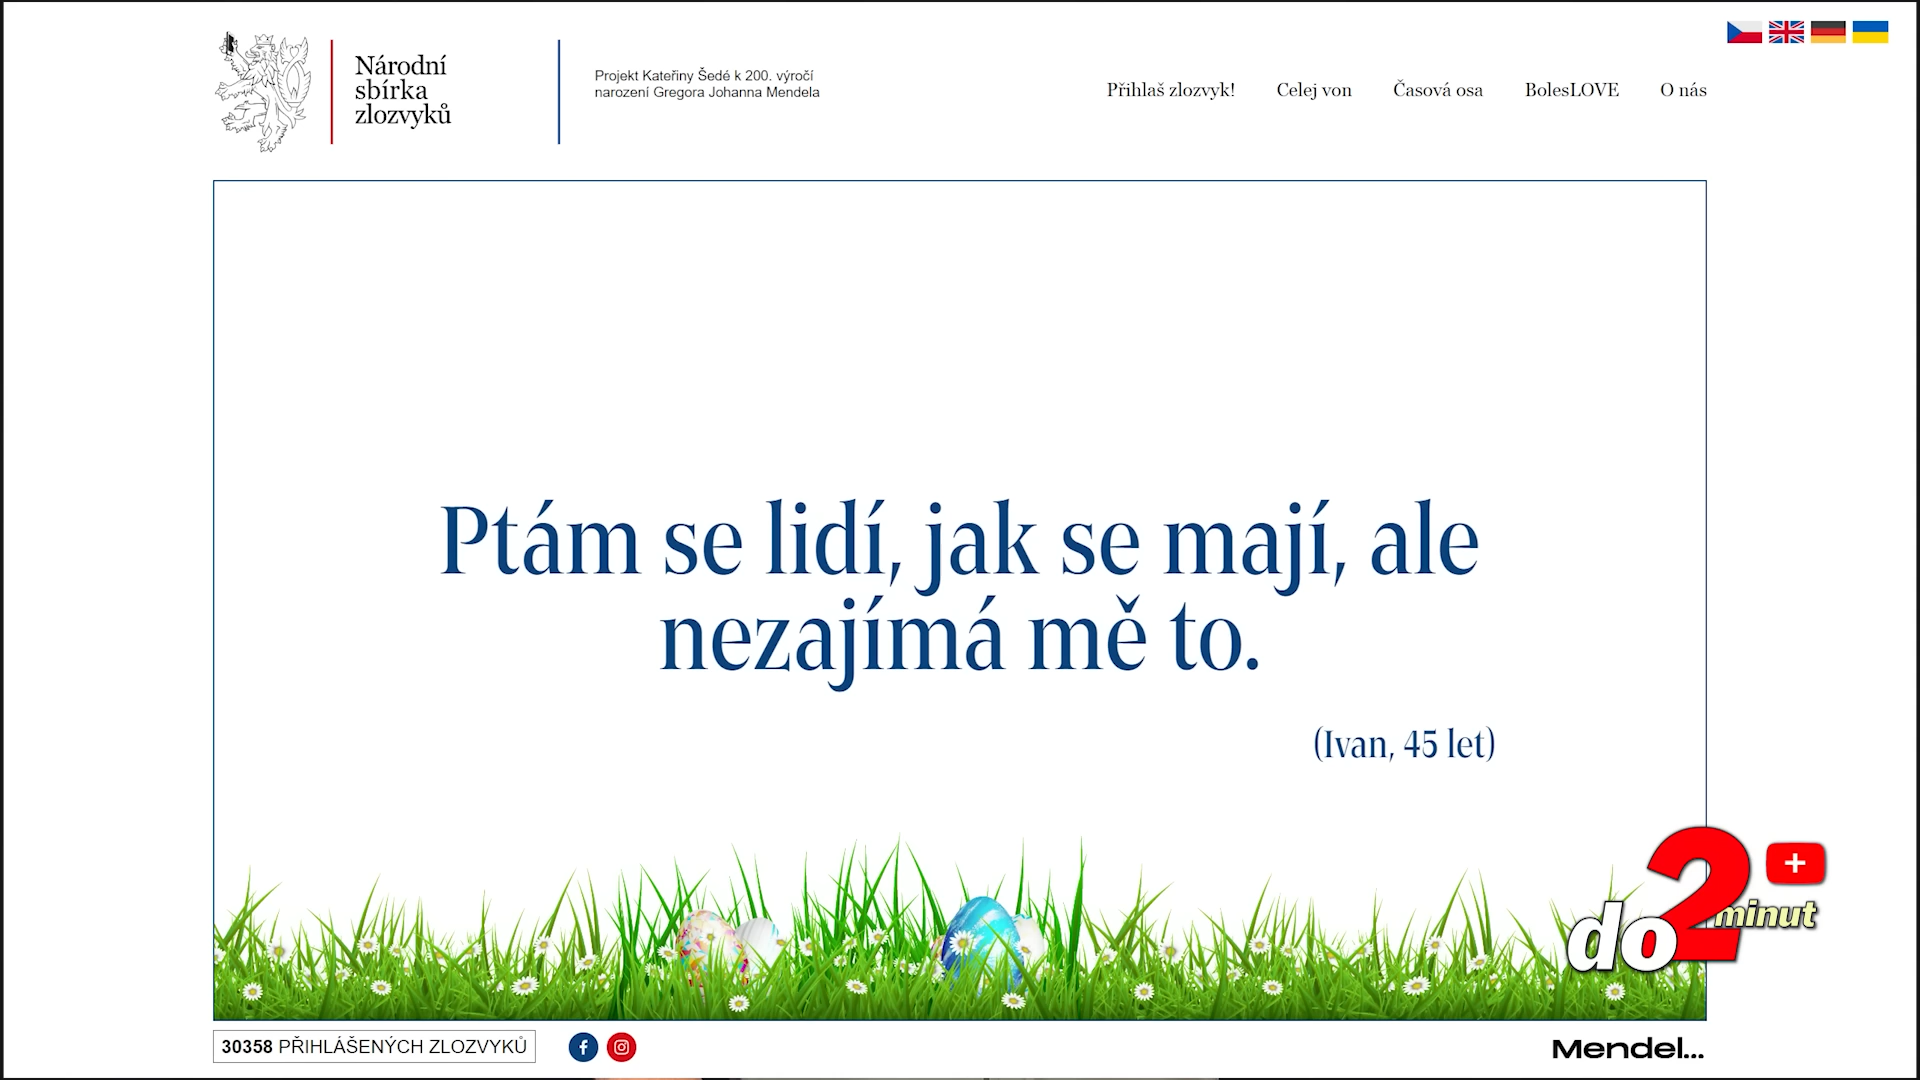 Národní
sbírka
zlozvyků
Projekt Kateřiny Šedé k 200. výročí
narození Gregora Johanna Mendela
Přihlaš zlozvyk!
Celej von
Časová osa
BolesLOVE
O nás
Ptám se lidí, jak se mají, ale
nezajímá mě to.
(Ivan, 45 let)
do 2 minut +
30358 PŘIHLÁŠENÝCH ZLOZVYKŮ
Mendel...